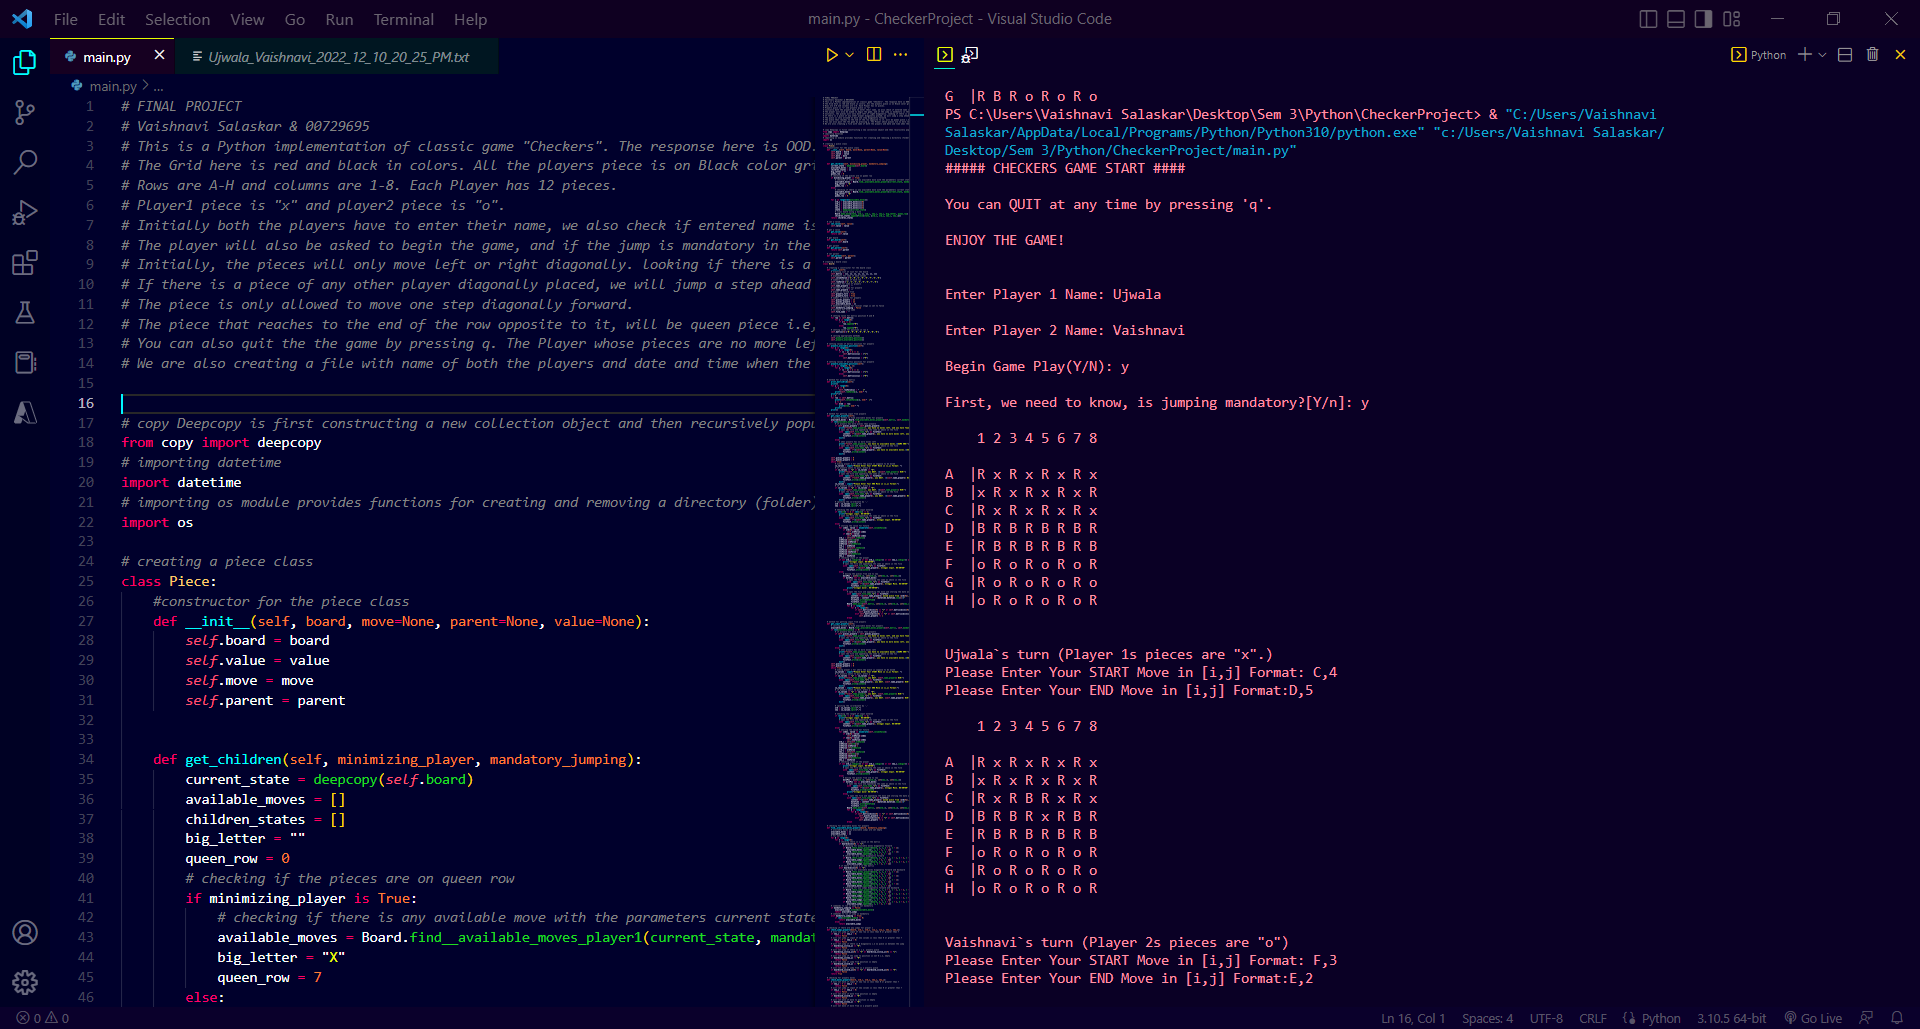 File Edit Selection View Go Run Terminal Help
main.py - CheckerProject - Visual Studio Code
main.py
Ujwala_Vaishnavi_2022_12_10_20_25_PM.txt
main.py > ...
1 # FINAL PROJECT
2 # Vaishnavi Salaskar & 00729695
3 # This is a Python implementation of classic game "Checkers". The response here is OOD.
4 # The Grid here is red and black in colors. All the players piece is on Black color gri
5 # Rows are A-H and columns are 1-8. Each Player has 12 pieces.
6 # Player1 piece is "x" and player2 piece is "o".
7 # Initially both the players have to enter their name, we also check if entered name is
8 # The player will also be asked to begin the game, and if the jump is mandatory in the
9 # Initially, the pieces will only move left or right diagonally. looking if there is a
10 # If there is a piece of any other player diagonally placed, we will jump a step ahead
11 # The piece is only allowed to move one step diagonally forward.
12 # The piece that reaches to the end of the row opposite to it, will be queen piece i.e,
13 # You can also quit the the game by pressing q. The Player whose pieces are no more lef
14 # We are also creating a file with name of both the players and date and time when the
15
16
17 # copy Deepcopy is first constructing a new collection object and then recursively popu
18 from copy import deepcopy
19 # importing datetime
20 import datetime
21 # importing os module provides functions for creating and removing a directory (folder)
22 import os
23
24 # creating a piece class
25 class Piece:
26 #constructor for the piece class
27 def __init__(self, board, move=None, parent=None, value=None):
28 self.board = board
29 self.value = value
30 self.move = move
31 self.parent = parent
32
33
34 def get_children(self, minimizing_player, mandatory_jumping):
35 current_state = deepcopy(self.board)
36 available_moves = []
37 children_states = []
38 big_letter = ""
39 queen_row = 0
40 # checking if the pieces are on queen row
41 if minimizing_player is True:
42 # checking if there is any available move with the parameters current state
43 available_moves = Board.find__available_moves_player1(current_state, mandat
44 big_letter = "X"
45 queen_row = 7
46 else:
Python
G |R B R o R o R o
PS C:\Users\Vaishnavi Salaskar\Desktop\Sem 3\Python\CheckerProject> & "C:/Users/Vaishnavi
Salaskar/AppData/Local/Programs/Python/Python310/python.exe" "c:/Users/Vaishnavi Salaskar/
Desktop/Sem 3/Python/CheckerProject/main.py"
##### CHECKERS GAME START ####
You can QUIT at any time by pressing 'q'.
ENJOY THE GAME!
Enter Player 1 Name: Ujwala
Enter Player 2 Name: Vaishnavi
Begin Game Play(Y/N): y
First, we need to know, is jumping mandatory?[Y/n]: y
1 2 3 4 5 6 7 8
A |R x R x R x R x
B |x R x R x R x R
C |R x R x R x R x
D |B R B R B R B R
E |R B R B R B R B
F |o R o R o R o R
G |R o R o R o R o
H |o R o R o R o R
Ujwala`s turn (Player 1s pieces are "x".)
Please Enter Your START Move in [i,j] Format: C,4
Please Enter Your END Move in [i,j] Format:D,5
1 2 3 4 5 6 7 8
A |R x R x R x R x
B |x R x R x R x R
C |R x R B R x R x
D |B R B R x R B R
E |R B R B R B R B
F |o R o R o R o R
G |R o R o R o R o
H |o R o R o R o R
Vaishnavi`s turn (Player 2s pieces are "o")
Please Enter Your START Move in [i,j] Format: F,3
Please Enter Your END Move in [i,j] Format:E,2
0 0
Ln 16, Col 1 Spaces: 4 UTF-8 CRLF Python 3.10.5 64-bit Go Live